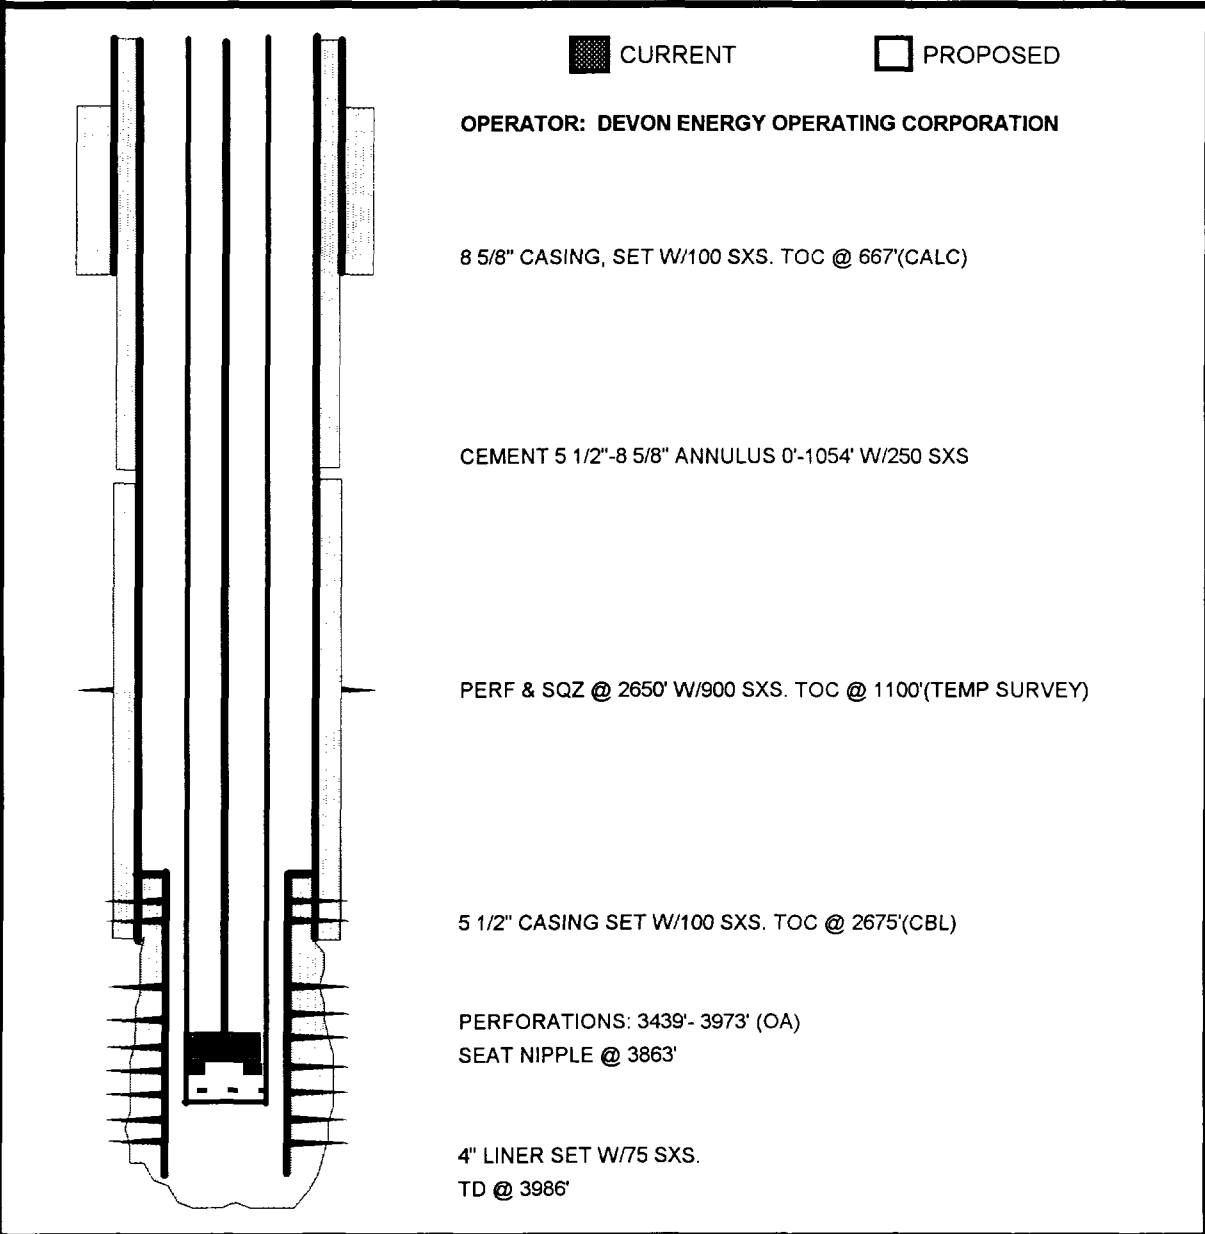 CURRENT PROPOSED
OPERATOR: DEVON ENERGY OPERATING CORPORATION
8 5/8" CASING, SET W/100 SXS. TOC @ 667'(CALC)
CEMENT 5 1/2"-8 5/8" ANNULUS 0'-1054' W/250 SXS
PERF & SQZ @ 2650' W/900 SXS. TOC @ 1100'(TEMP SURVEY)
5 1/2" CASING SET W/100 SXS. TOC @ 2675'(CBL)
PERFORATIONS: 3439'- 3973' (OA)
SEAT NIPPLE @ 3863'
4" LINER SET W/75 SXS.
TD @ 3986'